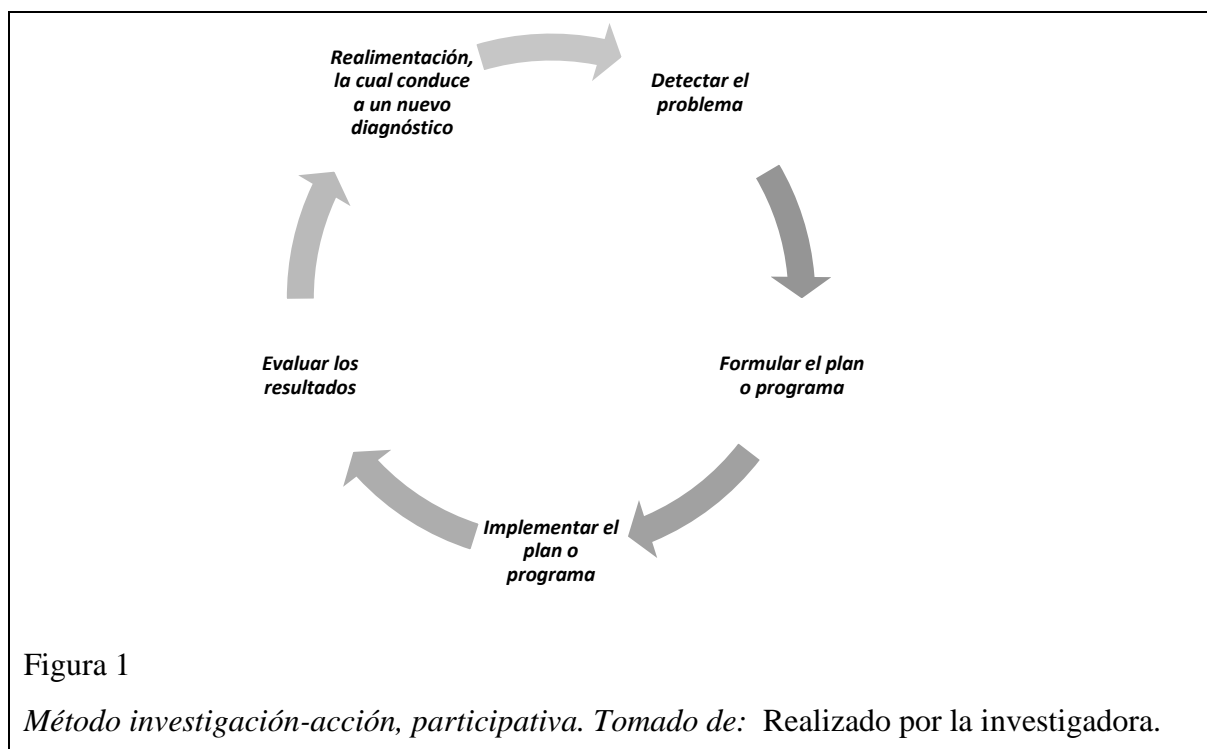 Realimentación,
la cual conduce
a un nuevo
diagnóstico
Detectar el
problema
Formular el plan
o programa
Implementar el
plan o
programa
Evaluar los
resultados
Figura 1
Método investigación-acción, participativa. Tomado de: Realizado por la investigadora.